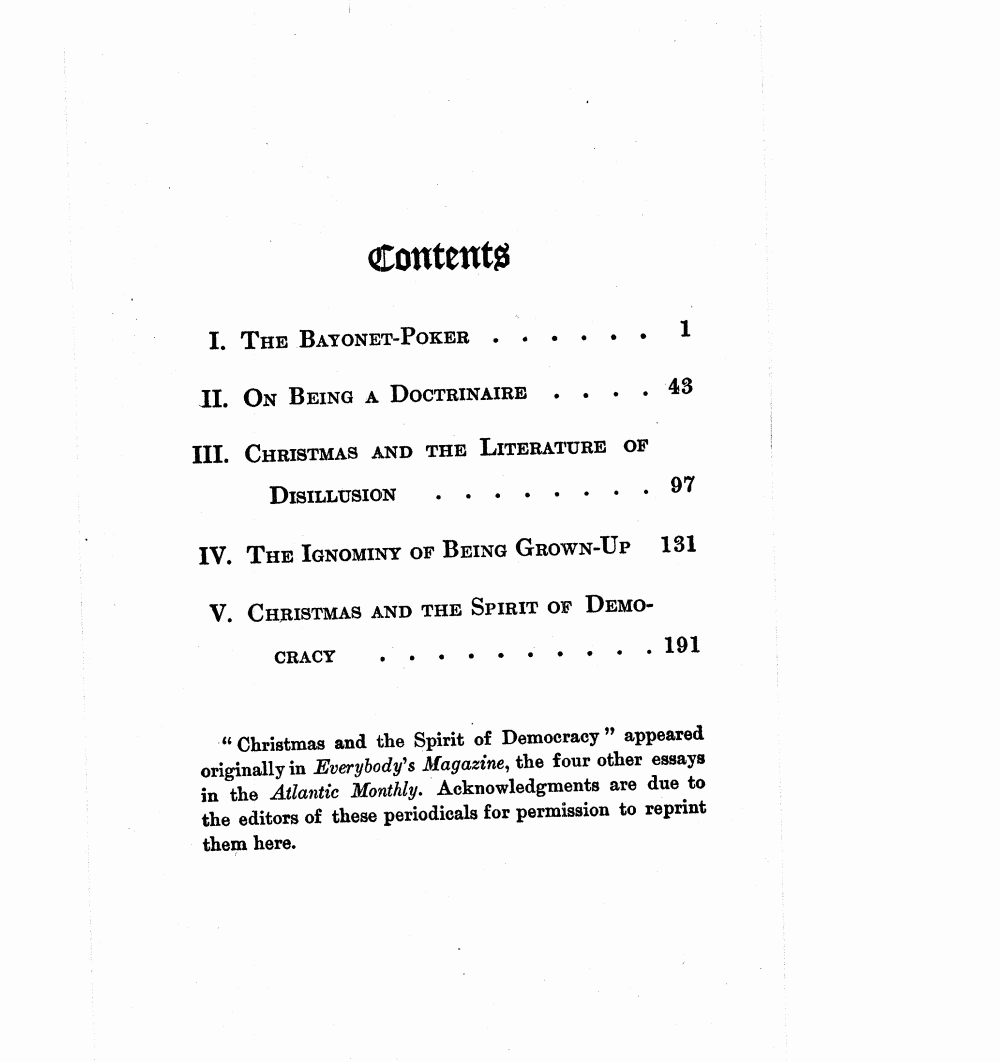 Contents
I. The Bayonet-Poker . . . . . . 1
II. On Being a Doctrinaire . . . . 43
III. Christmas and the Literature of
Disillusion . . . . . . . . 97
IV. The Ignominy of Being Grown-Up 131
V. Christmas and the Spirit of Demo-
cracy . . . . . . . . . . 191
“Christmas and the Spirit of Democracy” appeared
originally in Everybody's Magazine, the four other essays
in the Atlantic Monthly. Acknowledgments are due to
the editors of these periodicals for permission to reprint
them here.